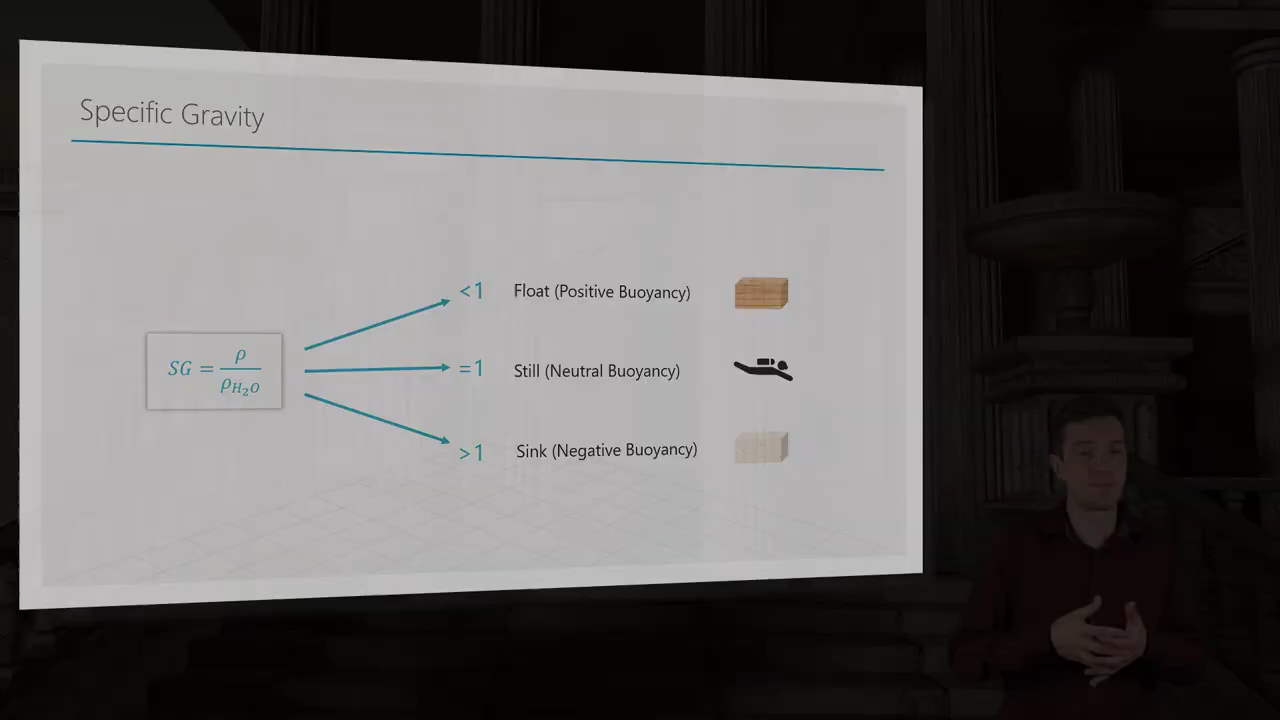 Specific Gravity
SG = ρ / ρH₂O
<1 Float (Positive Buoyancy)
=1 Still (Neutral Buoyancy)
>1 Sink (Negative Buoyancy)